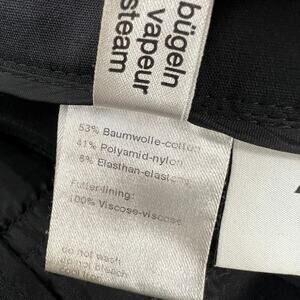 bügeln
vapeur
steam
53% Baumwolle-cotton
41% Polyamid-nylon
6% Elasthan-elastane
Futter-lining:
100% Viscose-viscose
do not wash
do not bleach
cool